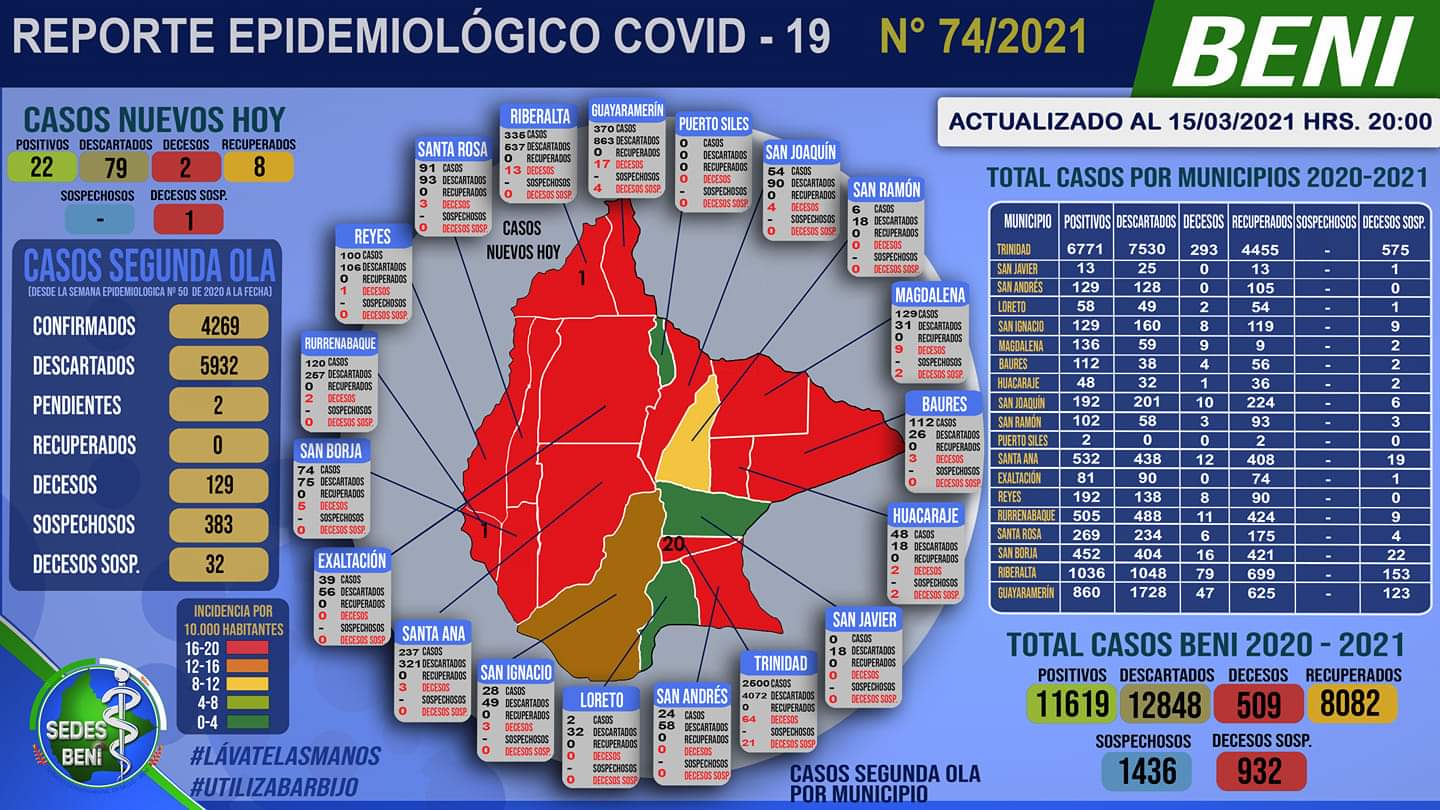 REPORTE EPIDEMIOLÓGICO COVID - 19 N° 74/2021
BENI
ACTUALIZADO AL 15/03/2021 HRS. 20:00
CASOS NUEVOS HOY
POSITIVOS DESCARTADOS DECESOS RECUPERADOS
22 79 2 8
SOSPECHOSOS DECESOS SOSP.
- 1
CASOS SEGUNDA OLA
(DESDE LA SEMANA EPIDEMIOLOGICA Nº 50 DE 2020 A LA FECHA)
CONFIRMADOS 4269
DESCARTADOS 5932
PENDIENTES 2
RECUPERADOS 0
DECESOS 129
SOSPECHOSOS 383
DECESOS SOSP. 32
INCIDENCIA POR
10.000 HABITANTES
16-20
12-16
8-12
4-8
0-4
SEDES
BENI
#LÁVATELASMANOS
#UTILIZABARBIJO
CASOS
NUEVOS HOY
1
1
20
RIBERALTA
335 CASOS
537 DESCARTADOS
0 RECUPERADOS
13 DECESOS
- SOSPECHOSOS
0 DECESOS SOSP.
GUAYARAMERÍN
370 CASOS
863 DESCARTADOS
0 RECUPERADOS
17 DECESOS
- SOSPECHOSOS
4 DECESOS SOSP.
PUERTO SILES
0 CASOS
0 DESCARTADOS
0 RECUPERADOS
0 DECESOS
- SOSPECHOSOS
0 DECESOS SOSP.
SANTA ROSA
91 CASOS
93 DESCARTADOS
0 RECUPERADOS
3 DECESOS
- SOSPECHOSOS
0 DECESOS SOSP.
SAN JOAQUÍN
54 CASOS
90 DESCARTADOS
0 RECUPERADOS
4 DECESOS
- SOSPECHOSOS
0 DECESOS SOSP.
SAN RAMÓN
6 CASOS
18 DESCARTADOS
0 RECUPERADOS
0 DECESOS
- SOSPECHOSOS
0 DECESOS SOSP.
REYES
100 CASOS
106 DESCARTADOS
0 RECUPERADOS
1 DECESOS
- SOSPECHOSOS
0 DECESOS SOSP.
MAGDALENA
129 CASOS
31 DESCARTADOS
0 RECUPERADOS
9 DECESOS
- SOSPECHOSOS
2 DECESOS SOSP.
RURRENABAQUE
120 CASOS
257 DESCARTADOS
0 RECUPERADOS
2 DECESOS
- SOSPECHOSOS
0 DECESOS SOSP.
BAURES
112 CASOS
26 DESCARTADOS
0 RECUPERADOS
3 DECESOS
- SOSPECHOSOS
0 DECESOS SOSP.
SAN BORJA
74 CASOS
75 DESCARTADOS
0 RECUPERADOS
5 DECESOS
- SOSPECHOSOS
0 DECESOS SOSP.
HUACARAJE
48 CASOS
18 DESCARTADOS
0 RECUPERADOS
2 DECESOS
- SOSPECHOSOS
2 DECESOS SOSP.
EXALTACIÓN
39 CASOS
56 DESCARTADOS
0 RECUPERADOS
0 DECESOS
- SOSPECHOSOS
0 DECESOS SOSP.
SAN JAVIER
0 CASOS
18 DESCARTADOS
0 RECUPERADOS
0 DECESOS
- SOSPECHOSOS
0 DECESOS SOSP.
SANTA ANA
237 CASOS
321 DESCARTADOS
0 RECUPERADOS
3 DECESOS
- SOSPECHOSOS
0 DECESOS SOSP.
SAN IGNACIO
28 CASOS
49 DESCARTADOS
0 RECUPERADOS
3 DECESOS
- SOSPECHOSOS
0 DECESOS SOSP.
LORETO
2 CASOS
32 DESCARTADOS
0 RECUPERADOS
0 DECESOS
- SOSPECHOSOS
0 DECESOS SOSP.
SAN ANDRÉS
24 CASOS
58 DESCARTADOS
0 RECUPERADOS
0 DECESOS
- SOSPECHOSOS
0 DECESOS SOSP.
TRINIDAD
2600 CASOS
4072 DESCARTADOS
0 RECUPERADOS
64 DECESOS
- SOSPECHOSOS
21 DECESOS SOSP.
CASOS SEGUNDA OLA
POR MUNICIPIO
TOTAL CASOS POR MUNICIPIOS 2020-2021
MUNICIPIO POSITIVOS DESCARTADOS DECESOS RECUPERADOS SOSPECHOSOS DECESOS SOSP.
TRINIDAD 6771 7530 293 4455 - 575
SAN JAVIER 13 25 0 13 - 1
SAN ANDRÉS 129 128 0 105 - 0
LORETO 58 49 2 54 - 1
SAN IGNACIO 129 160 8 119 - 9
MAGDALENA 136 59 9 9 - 2
BAURES 112 38 4 56 - 2
HUACARAJE 48 32 1 36 - 2
SAN JOAQUÍN 192 201 10 224 - 6
SAN RAMÓN 102 58 3 93 - 3
PUERTO SILES 2 0 0 2 - 0
SANTA ANA 532 438 12 408 - 19
EXALTACIÓN 81 90 0 74 - 1
REYES 192 138 8 90 - 0
RURRENABAQUE 505 488 11 424 - 9
SANTA ROSA 269 234 6 175 - 4
SAN BORJA 452 404 16 421 - 22
RIBERALTA 1036 1048 79 699 - 153
GUAYARAMERÍN 860 1728 47 625 - 123
TOTAL CASOS BENI 2020 - 2021
POSITIVOS DESCARTADOS DECESOS RECUPERADOS
11619 12848 509 8082
SOSPECHOSOS DECESOS SOSP.
1436 932